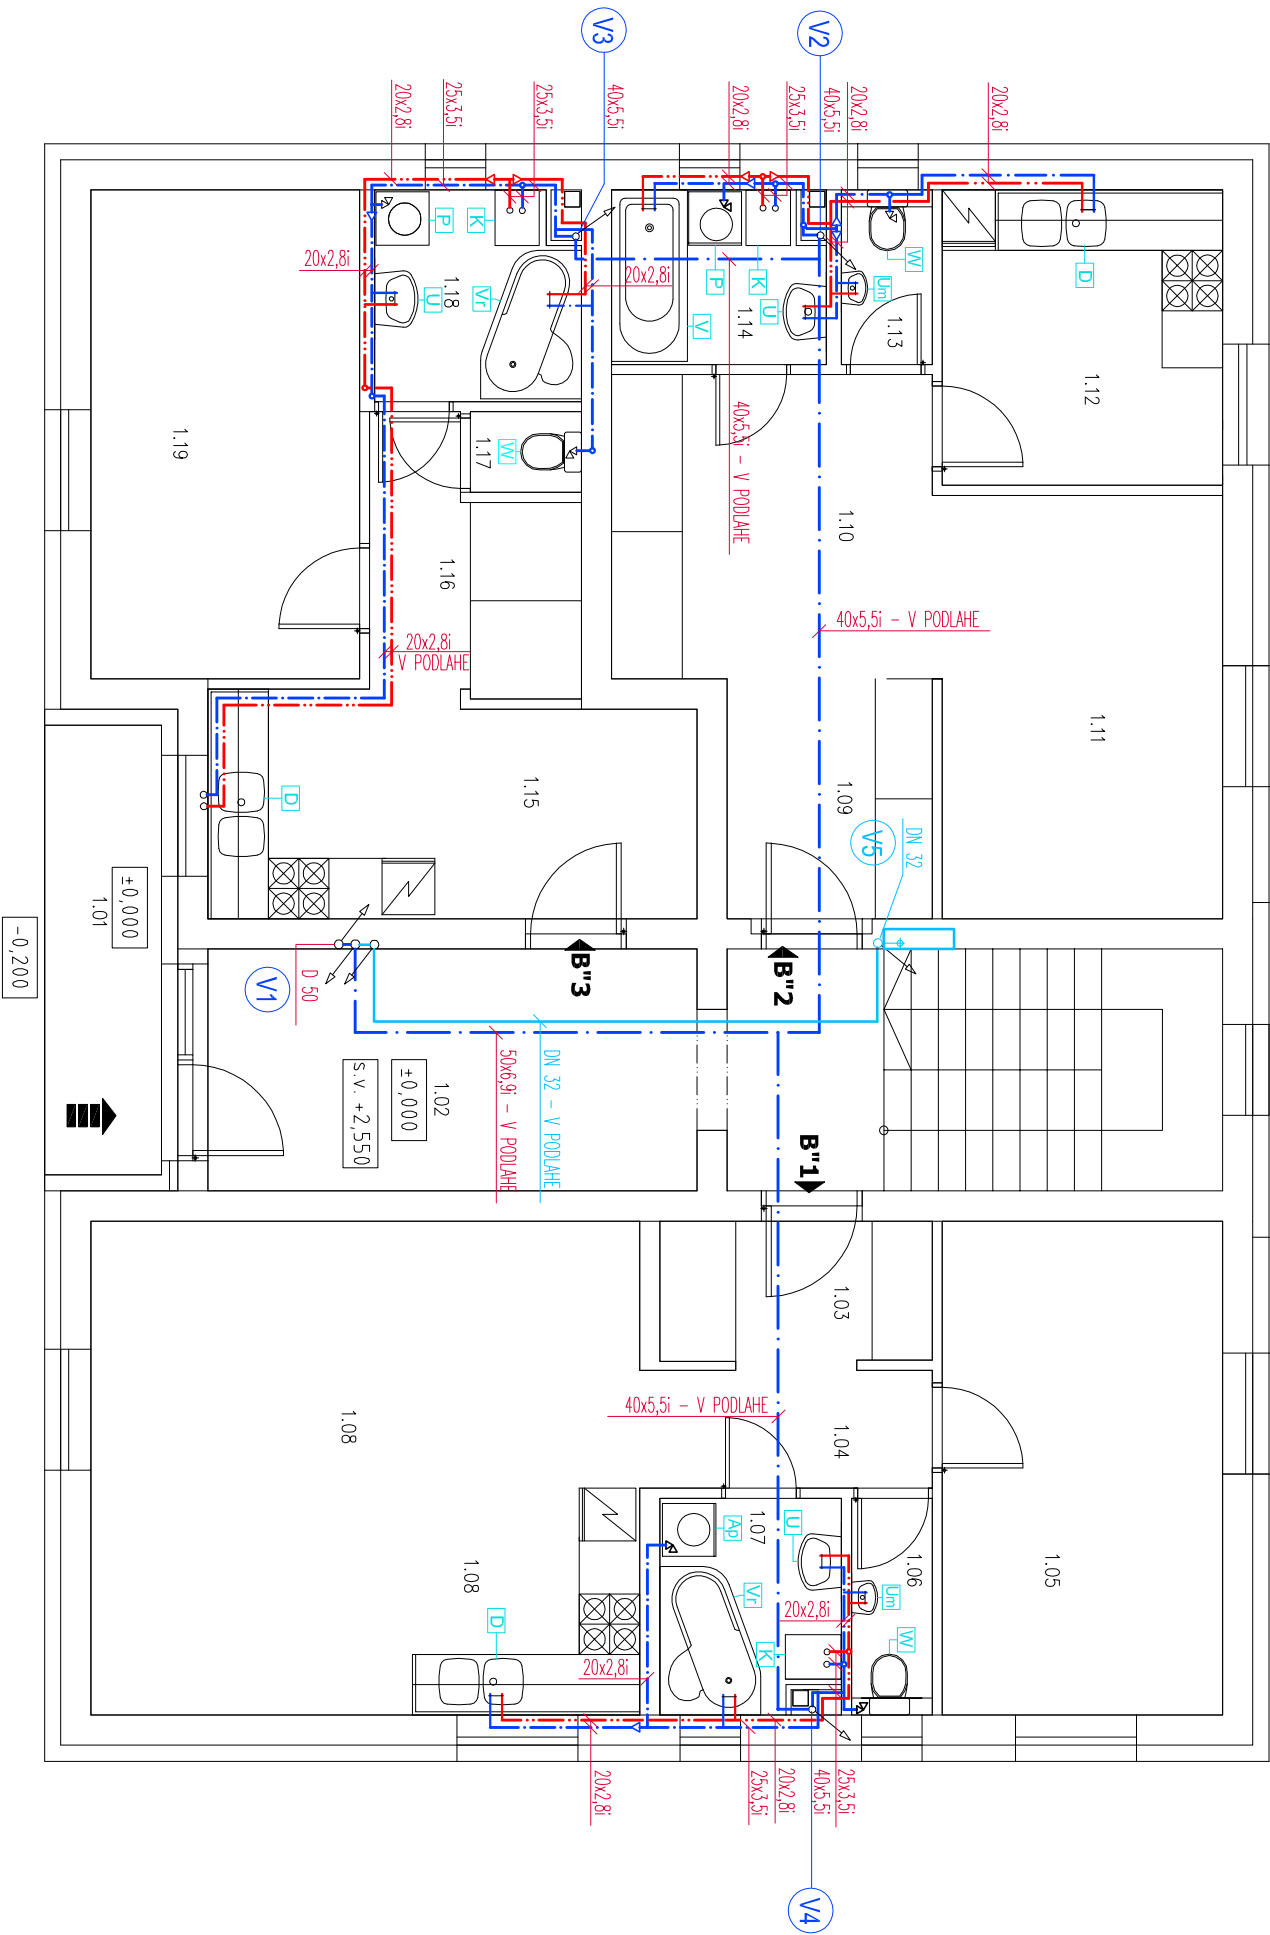 V3
V2
20x2,8i
25x3,5i
25x3,5i
40x5,5i
20x2,8i
25x3,5i
40x5,5i
20x2,8i
20x2,8i
P
K
20x2,8i
1.18
U
Vr
20x2,8i
P
K
V
1.14
U
40x5,5i – V PODLAHE
W
Um
1.13
D
1.12
1.19
1.17
W
1.16
1.10
20x2,8i
V PODLAHE
40x5,5i – V PODLAHE
1.11
1.15
D
1.09
V5
DN 32
±0,000
1.01
-0,200
V1
D 50
B"3
B"2
B"1
1.02
±0,000
s.v. +2,550
50x6,9i – V PODLAHE
DN 32 – V PODLAHE
1.03
40x5,5i – V PODLAHE
1.04
1.08
1.07
Ap
U
Vr
20x2,8i
K
1.06
Um
W
1.05
1.08
D
20x2,8i
20x2,8i
25x3,5i
20x2,8i
40x5,5i
25x3,5i
V4